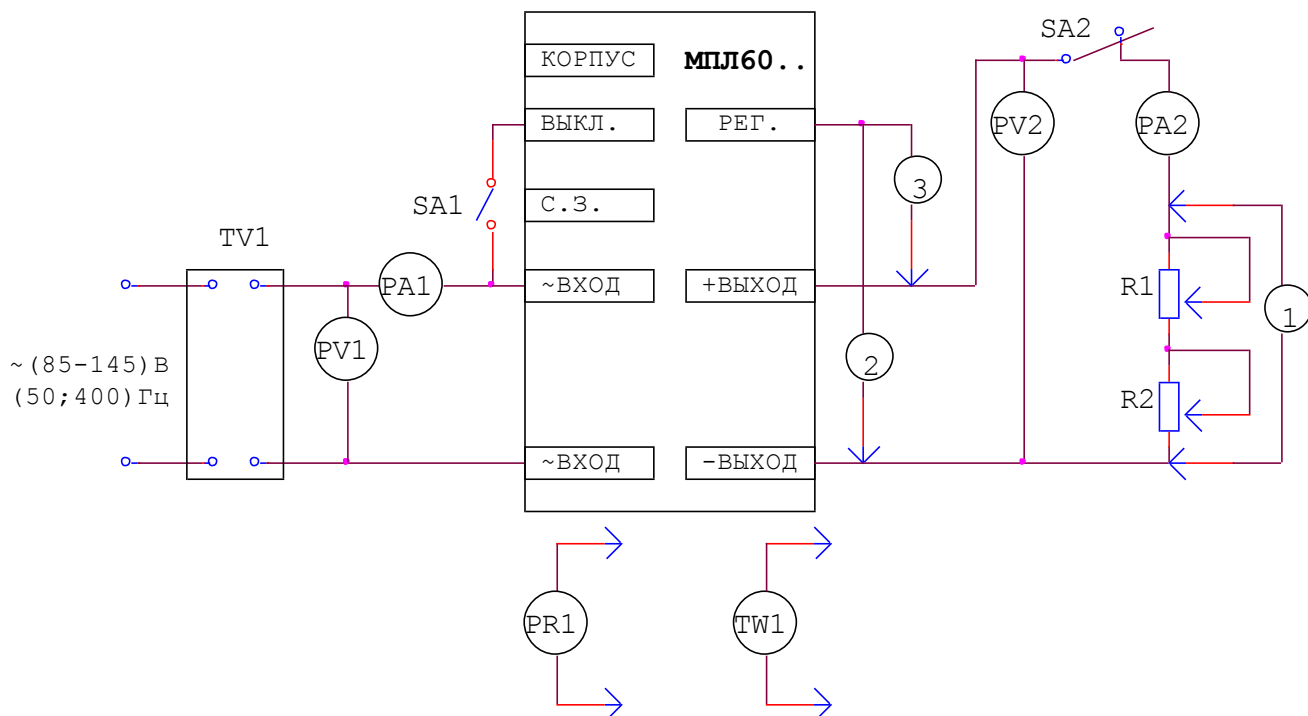 SA2
КОРПУС
МПЛ60..
ВЫКЛ.
РЕГ.
PV2
PA2
3
SA1
С.З.
TV1
PA1
~ВХОД
+ВЫХОД
R1
1
PV1
2
~(85-145)В
(50;400)Гц
R2
~ВХОД
-ВЫХОД
PR1
TW1